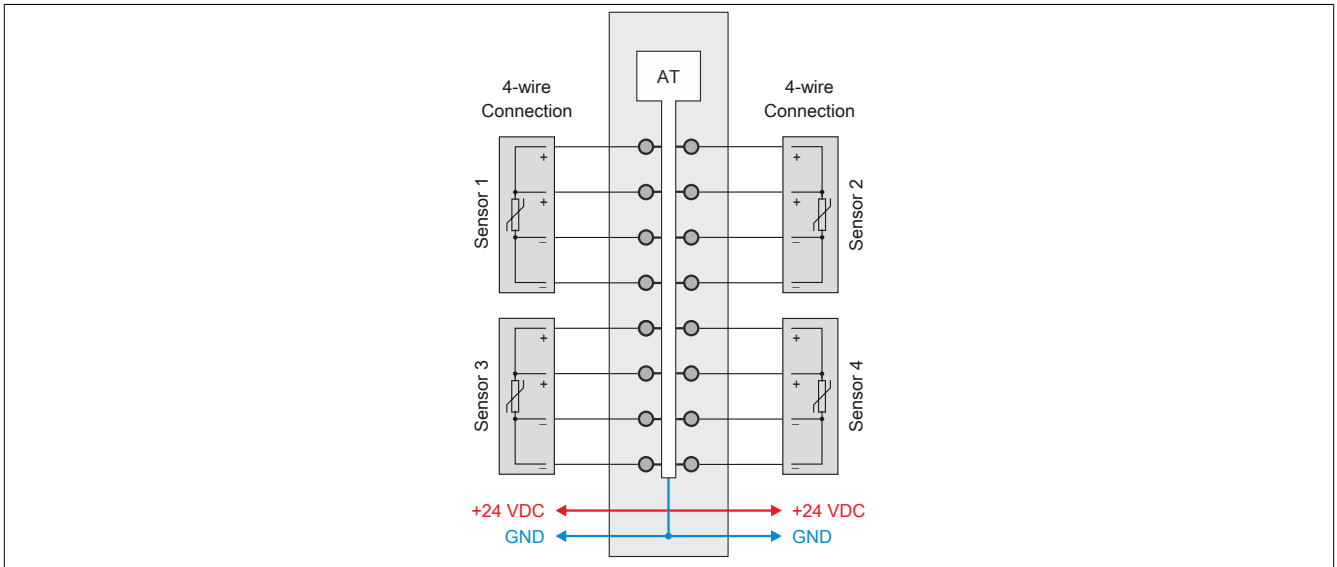 AT
4-wire
Connection
4-wire
Connection
Sensor 1
+
+
–
–
Sensor 2
+
+
–
–
Sensor 3
+
+
–
–
Sensor 4
+
+
–
–
+24 VDC
+24 VDC
GND
GND